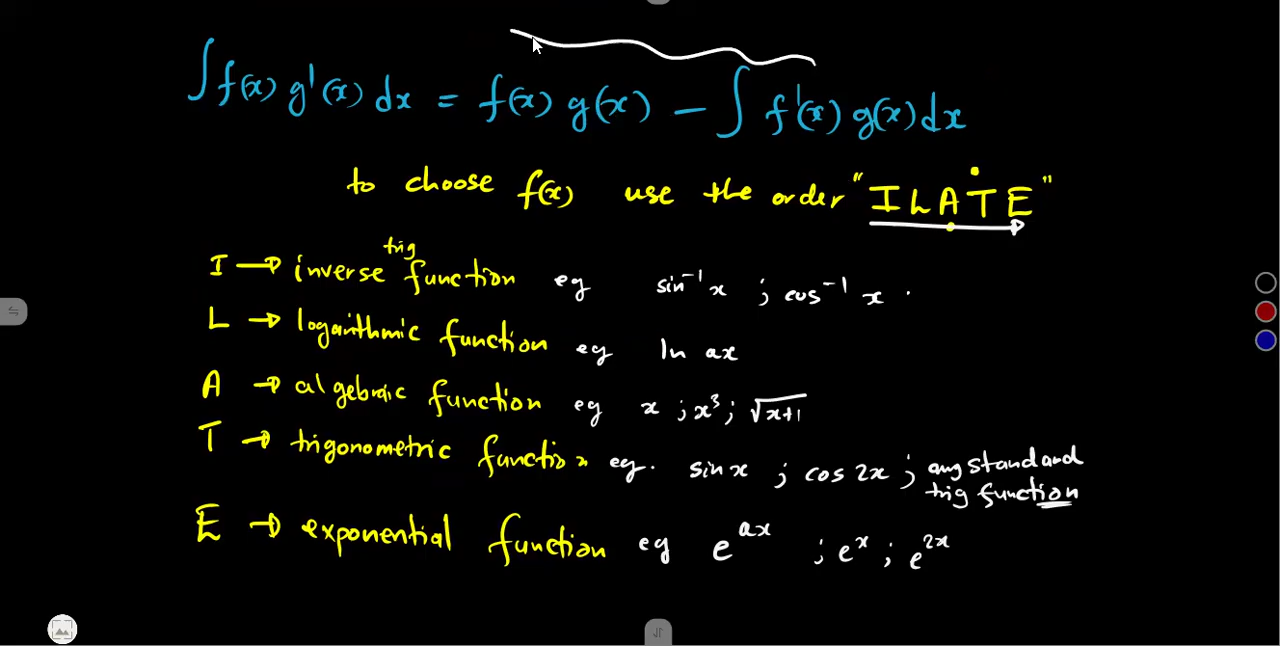 ∫ f(x) g'(x) dx = f(x) g(x) − ∫ f'(x) g(x) dx
to choose f(x) use the order "ILATE"
I → inverse trig function eg sin⁻¹x ; cos⁻¹x .
L → logarithmic function eg ln ax
A → algebraic function eg x ; x³ ; √(x+1)
T → trigonometric function eg. sin x ; cos 2x ; any standard
trig function
E → exponential function eg e^(ax) ; e^x ; e^(2x)